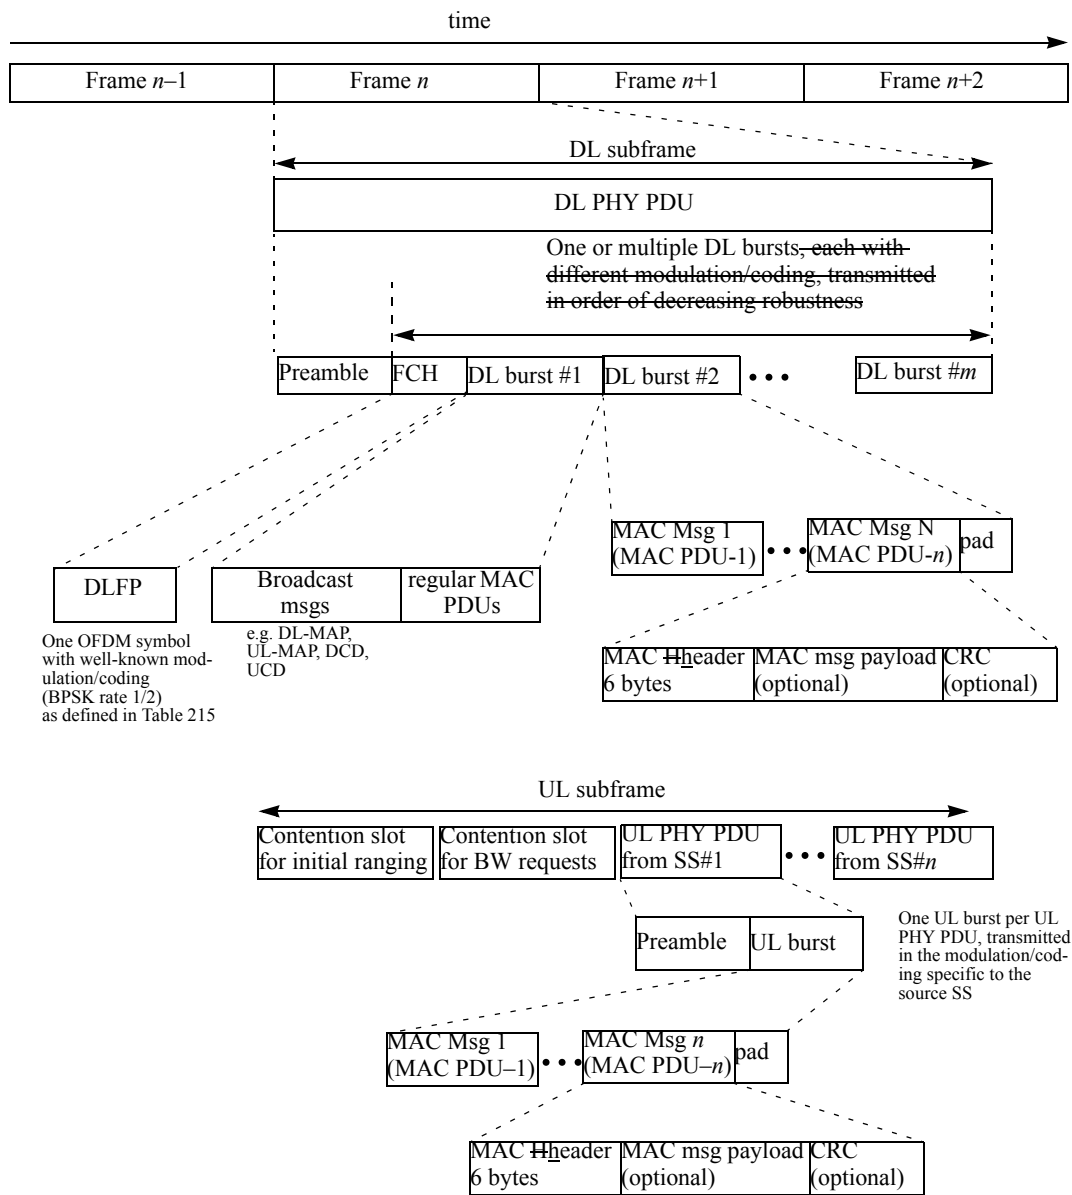 time
Frame n–1 Frame n Frame n+1 Frame n+2
DL subframe
DL PHY PDU
One or multiple DL bursts, each with
different modulation/coding, transmitted
in order of decreasing robustness
Preamble FCH DL burst #1 DL burst #2 ••• DL burst #m
MAC Msg 1
(MAC PDU-1)
•••
MAC Msg N
(MAC PDU-n)
pad
DLFP
Broadcast
msgs
regular MAC
PDUs
One OFDM symbol
with well-known mod-
ulation/coding
(BPSK rate 1/2)
as defined in Table 215
e.g. DL-MAP,
UL-MAP, DCD,
UCD
MAC Hheader
6 bytes
MAC msg payload
(optional)
CRC
(optional)
UL subframe
Contention slot
for initial ranging
Contention slot
for BW requests
UL PHY PDU
from SS#1
•••
UL PHY PDU
from SS#n
Preamble UL burst
One UL burst per UL
PHY PDU, transmitted
in the modulation/cod-
ing specific to the
source SS
MAC Msg 1
(MAC PDU–1)
•••
MAC Msg n
(MAC PDU–n)
pad
MAC Hheader
6 bytes
MAC msg payload
(optional)
CRC
(optional)